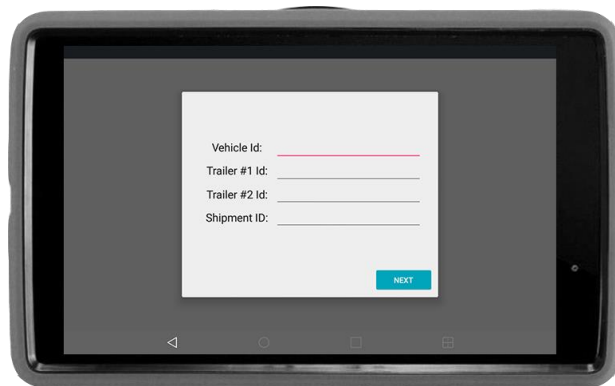 Vehicle Id:
Trailer #1 Id:
Trailer #2 Id:
Shipment ID:
NEXT